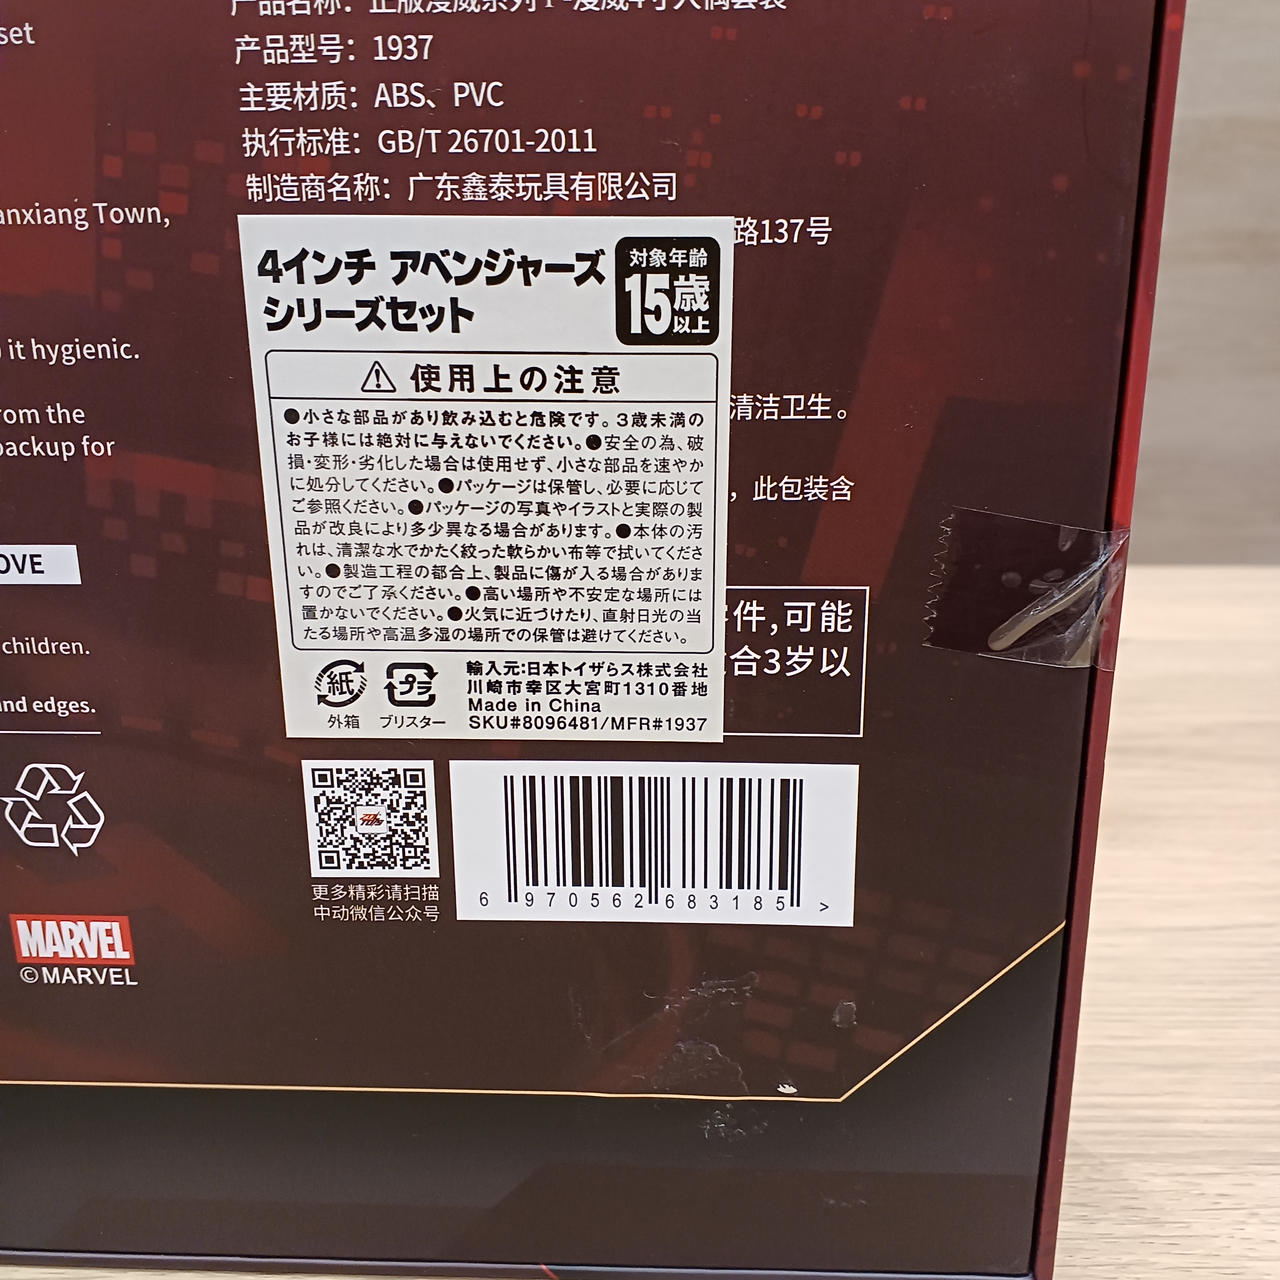 set
产品名称：正版漫威系列
产品型号：1937
主要材质：ABS、PVC
执行标准：GB/T 26701-2011
制造商名称：广东鑫泰玩具有限公司
anxiang Town,
路137号
it hygienic.
清洁卫生。
rom the
backup for
，此包装含
OVE
件,可能
合3岁以
children.
and edges.
4インチ アベンジャーズ
シリーズセット
対象年齢
15歳
以上
使用上の注意
●小さな部品があり飲み込むと危険です。3歳未満の
お子様には絶対に与えないでください。●安全の為、破
損・変形・劣化した場合は使用せず、小さな部品を速やか
に処分してください。●パッケージは保管し、必要に応じて
ご参照ください。●パッケージの写真やイラストと実際の製
品が改良により多少異なる場合があります。●本体の汚
れは、清潔な水でかたく絞った軟らかい布等で拭いてくださ
い。●製造工程の都合上、製品に傷が入る場合がありま
すのでご了承ください。●高い場所や不安定な場所には
置かないでください。●火気に近づけたり、直射日光の当
たる場所や高温多湿の場所での保管は避けてください。
紙
外箱
プラ
ブリスター
輸入元:日本トイザらス株式会社
川崎市幸区大宮町1310番地
Made in China
SKU#8096481/MFR#1937
更多精彩请扫描
中动微信公众号
6 970562 683185 >
MARVEL
©MARVEL